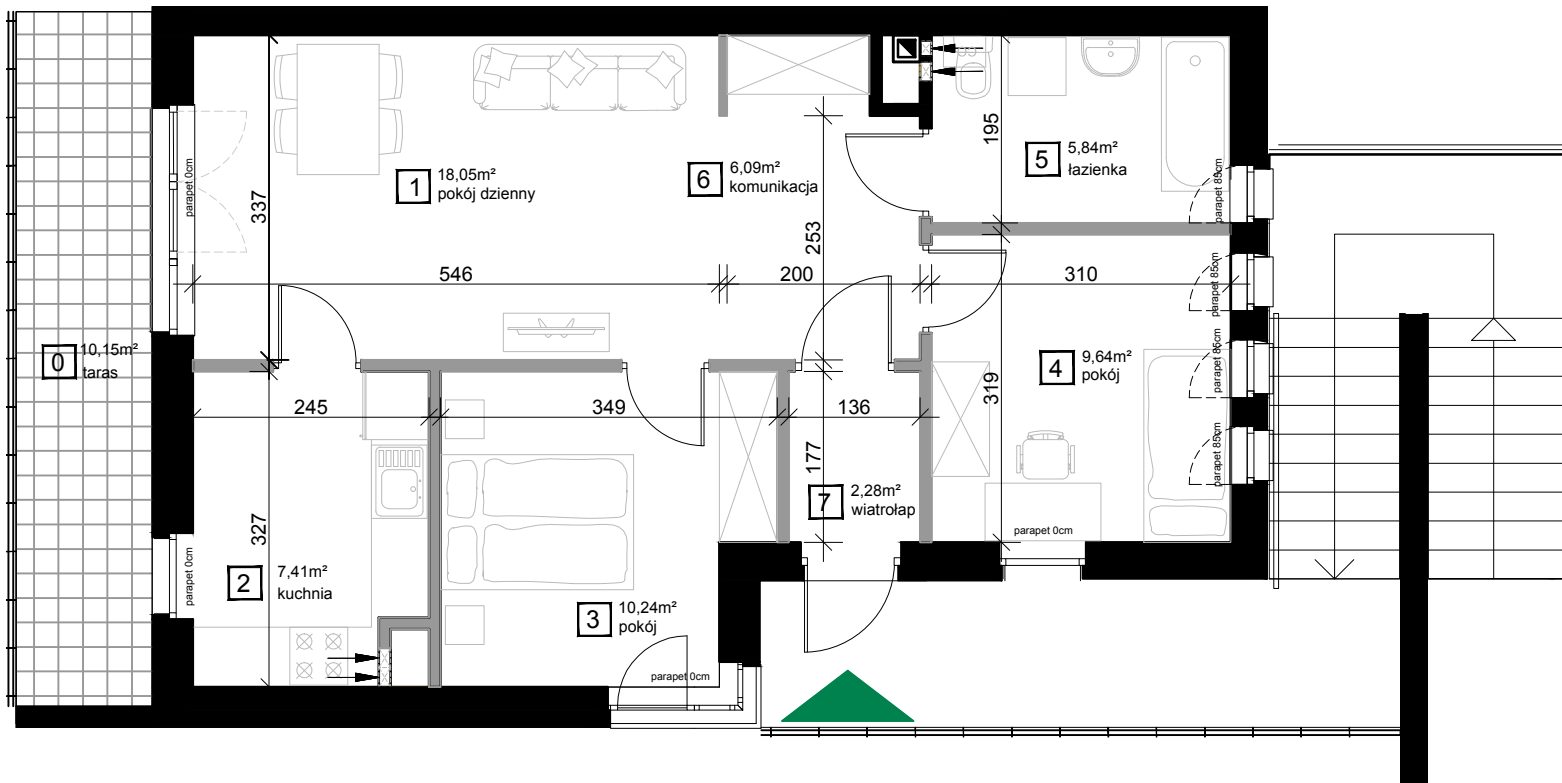 0
10,15m²
taras
1
18,05m²
pokój dzienny
6
6,09m²
komunikacja
5
5,84m²
łazienka
4
9,64m²
pokój
2
7,41m²
kuchnia
3
10,24m²
pokój
7
2,28m²
wiatrołap
337
546
200
253
195
310
319
245
349
136
177
327
parapet 0cm
parapet 0cm
parapet 0cm
parapet 0cm
parapet 85cm
parapet 85cm
parapet 85cm
parapet 85cm